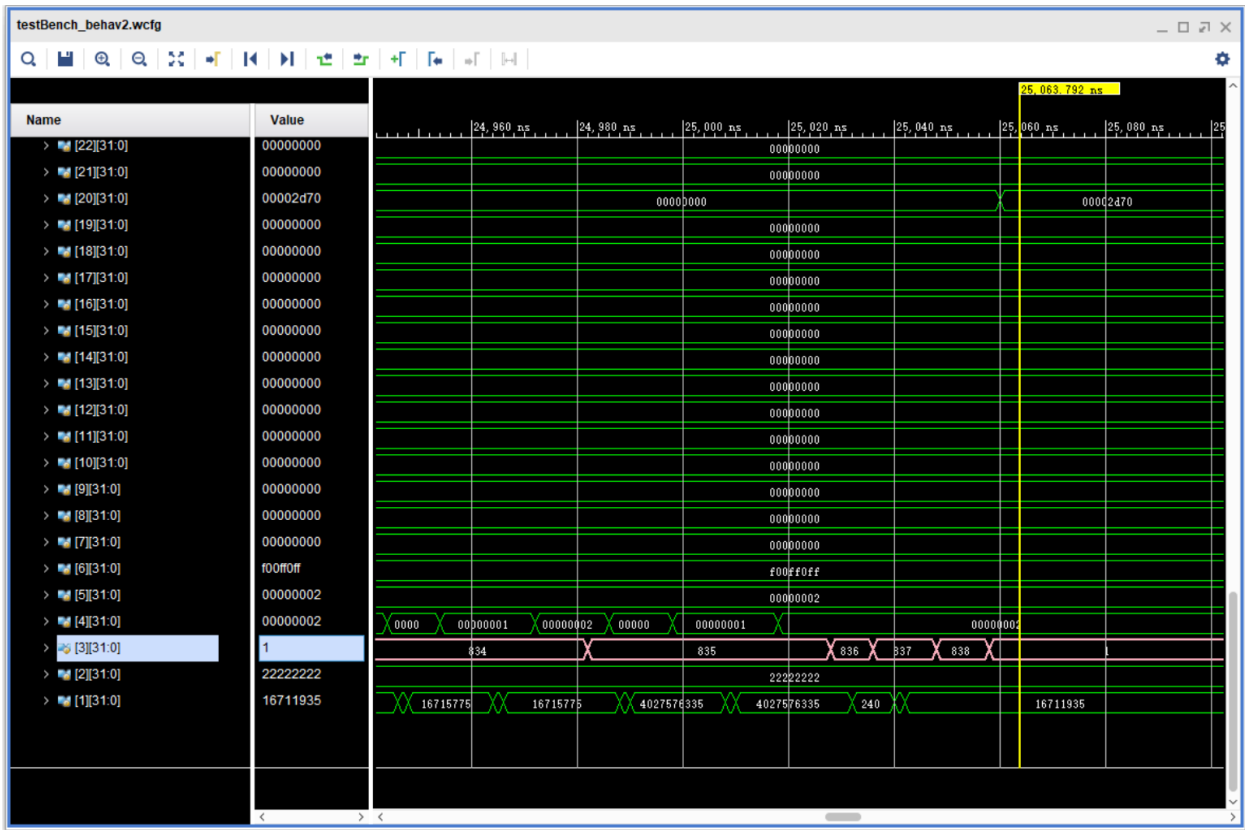 testBench_behav2.wcfg
25,063.792 ns
Name Value
24,960 ns 24,980 ns 25,000 ns 25,020 ns 25,040 ns 25,060 ns 25,080 ns 25
[22][31:0] 00000000 00000000
[21][31:0] 00000000 00000000
[20][31:0] 00002d70 00000000 00002d70
[19][31:0] 00000000 00000000
[18][31:0] 00000000 00000000
[17][31:0] 00000000 00000000
[16][31:0] 00000000 00000000
[15][31:0] 00000000 00000000
[14][31:0] 00000000 00000000
[13][31:0] 00000000 00000000
[12][31:0] 00000000 00000000
[11][31:0] 00000000 00000000
[10][31:0] 00000000 00000000
[9][31:0] 00000000 00000000
[8][31:0] 00000000 00000000
[7][31:0] 00000000 00000000
[6][31:0] f00ff0ff f00ff0ff
[5][31:0] 00000002 00000002
[4][31:0] 00000002 0000 00000001 00000002 00000 00000001 00000002
[3][31:0] 1 834 835 836 837 838 1
[2][31:0] 22222222 22222222
[1][31:0] 16711935 16715775 16715775 4027576335 4027576335 240 16711935